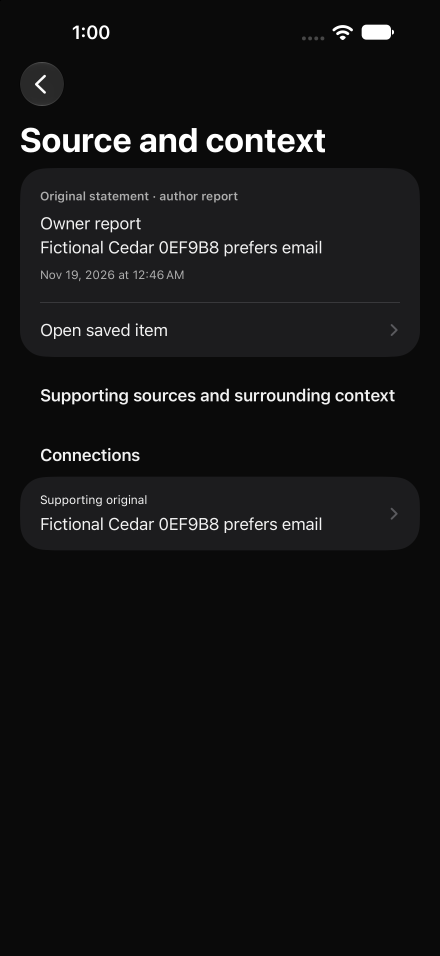 1:00
Source and context
Original statement · author report
Owner report
Fictional Cedar 0EF9B8 prefers email
Nov 19, 2026 at 12:46 AM
Open saved item
Supporting sources and surrounding context
Connections
Supporting original
Fictional Cedar 0EF9B8 prefers email